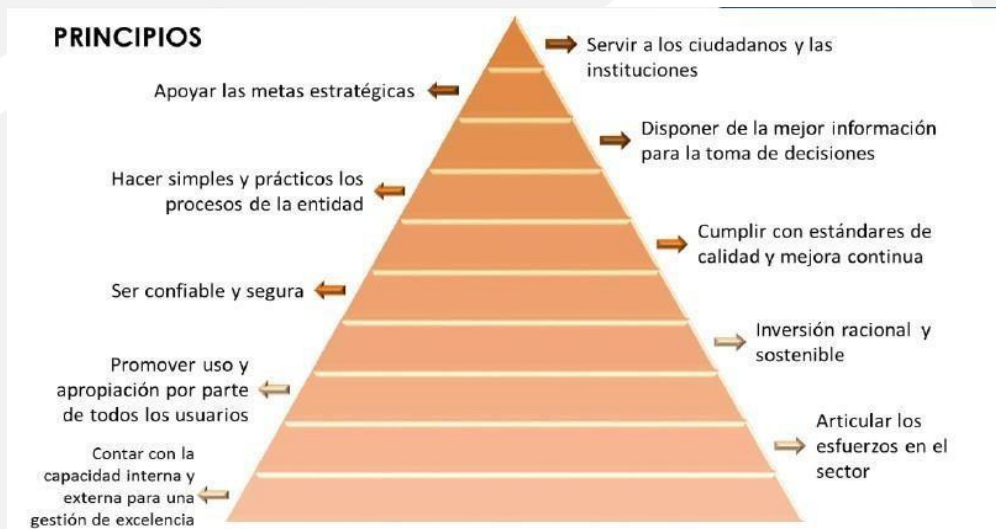 PRINCIPIOS
Servir a los ciudadanos y las
instituciones
Apoyar las metas estratégicas
Disponer de la mejor información
para la toma de decisiones
Hacer simples y prácticos los
procesos de la entidad
Cumplir con estándares de
calidad y mejora continua
Ser confiable y segura
Inversión racional y
sostenible
Promover uso y
apropiación por parte
de todos los usuarios
Articular los
esfuerzos en el
sector
Contar con la
capacidad interna y
externa para una
gestión de excelencia